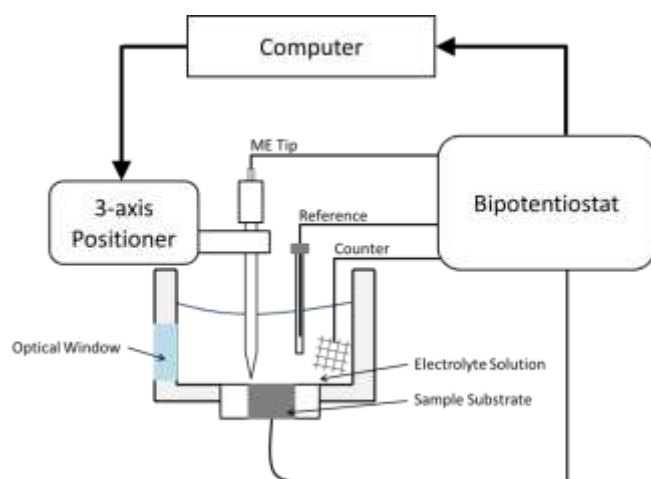 Computer
ME Tip
3-axis
Positioner
Reference
Bipotentiostat
Counter
Optical Window
Electrolyte Solution
Sample Substrate